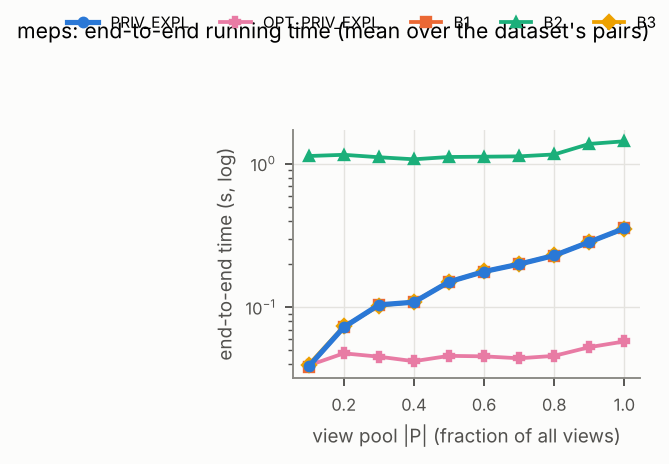 PRIV_EXPL OPT_PRIV_EXPL B1 B2 B3
meps: end-to-end running time (mean over the dataset's pairs)
end-to-end time (s, log)
10⁰
10⁻¹
0.2 0.4 0.6 0.8 1.0
view pool |P| (fraction of all views)